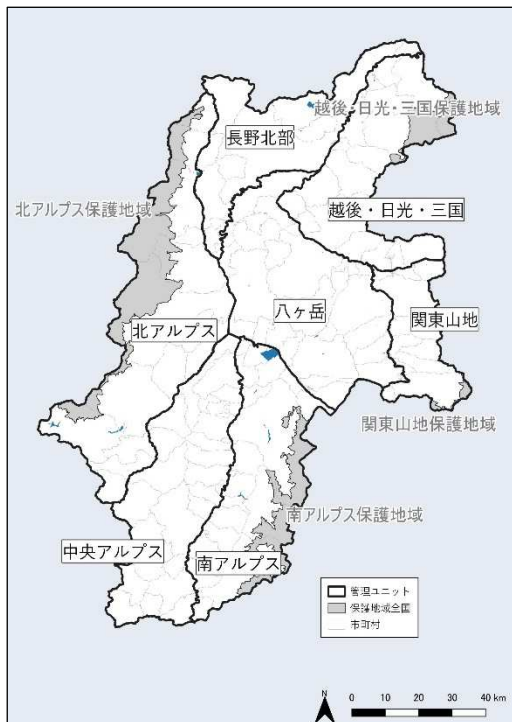 越後・日光・三国保護地域
長野北部
北アルプス保護地域
越後・日光・三国
八ヶ岳
関東山地
北アルプス
関東山地保護地域
南アルプス保護地域
中央アルプス
南アルプス
管理ユニット
保護地域全国
市町村
N
0 10 20 30 40 km